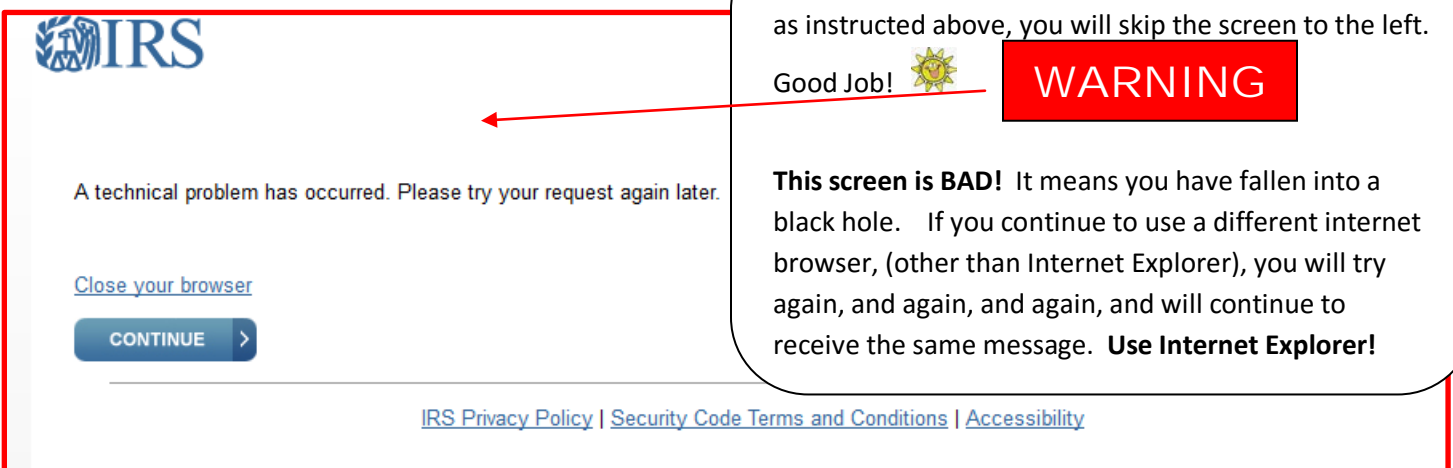 IRS
A technical problem has occurred. Please try your request again later.
Close your browser
CONTINUE >
IRS Privacy Policy | Security Code Terms and Conditions | Accessibility
as instructed above, you will skip the screen to the left.
Good Job!
WARNING
This screen is BAD! It means you have fallen into a
black hole. If you continue to use a different internet
browser, (other than Internet Explorer), you will try
again, and again, and again, and will continue to
receive the same message. Use Internet Explorer!